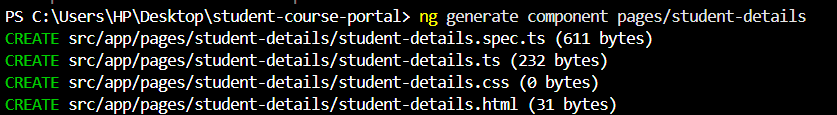 PS C:\Users\HP\Desktop\student-course-portal> ng generate component pages/student-details
CREATE src/app/pages/student-details/student-details.spec.ts (611 bytes)
CREATE src/app/pages/student-details/student-details.ts (232 bytes)
CREATE src/app/pages/student-details/student-details.css (0 bytes)
CREATE src/app/pages/student-details/student-details.html (31 bytes)